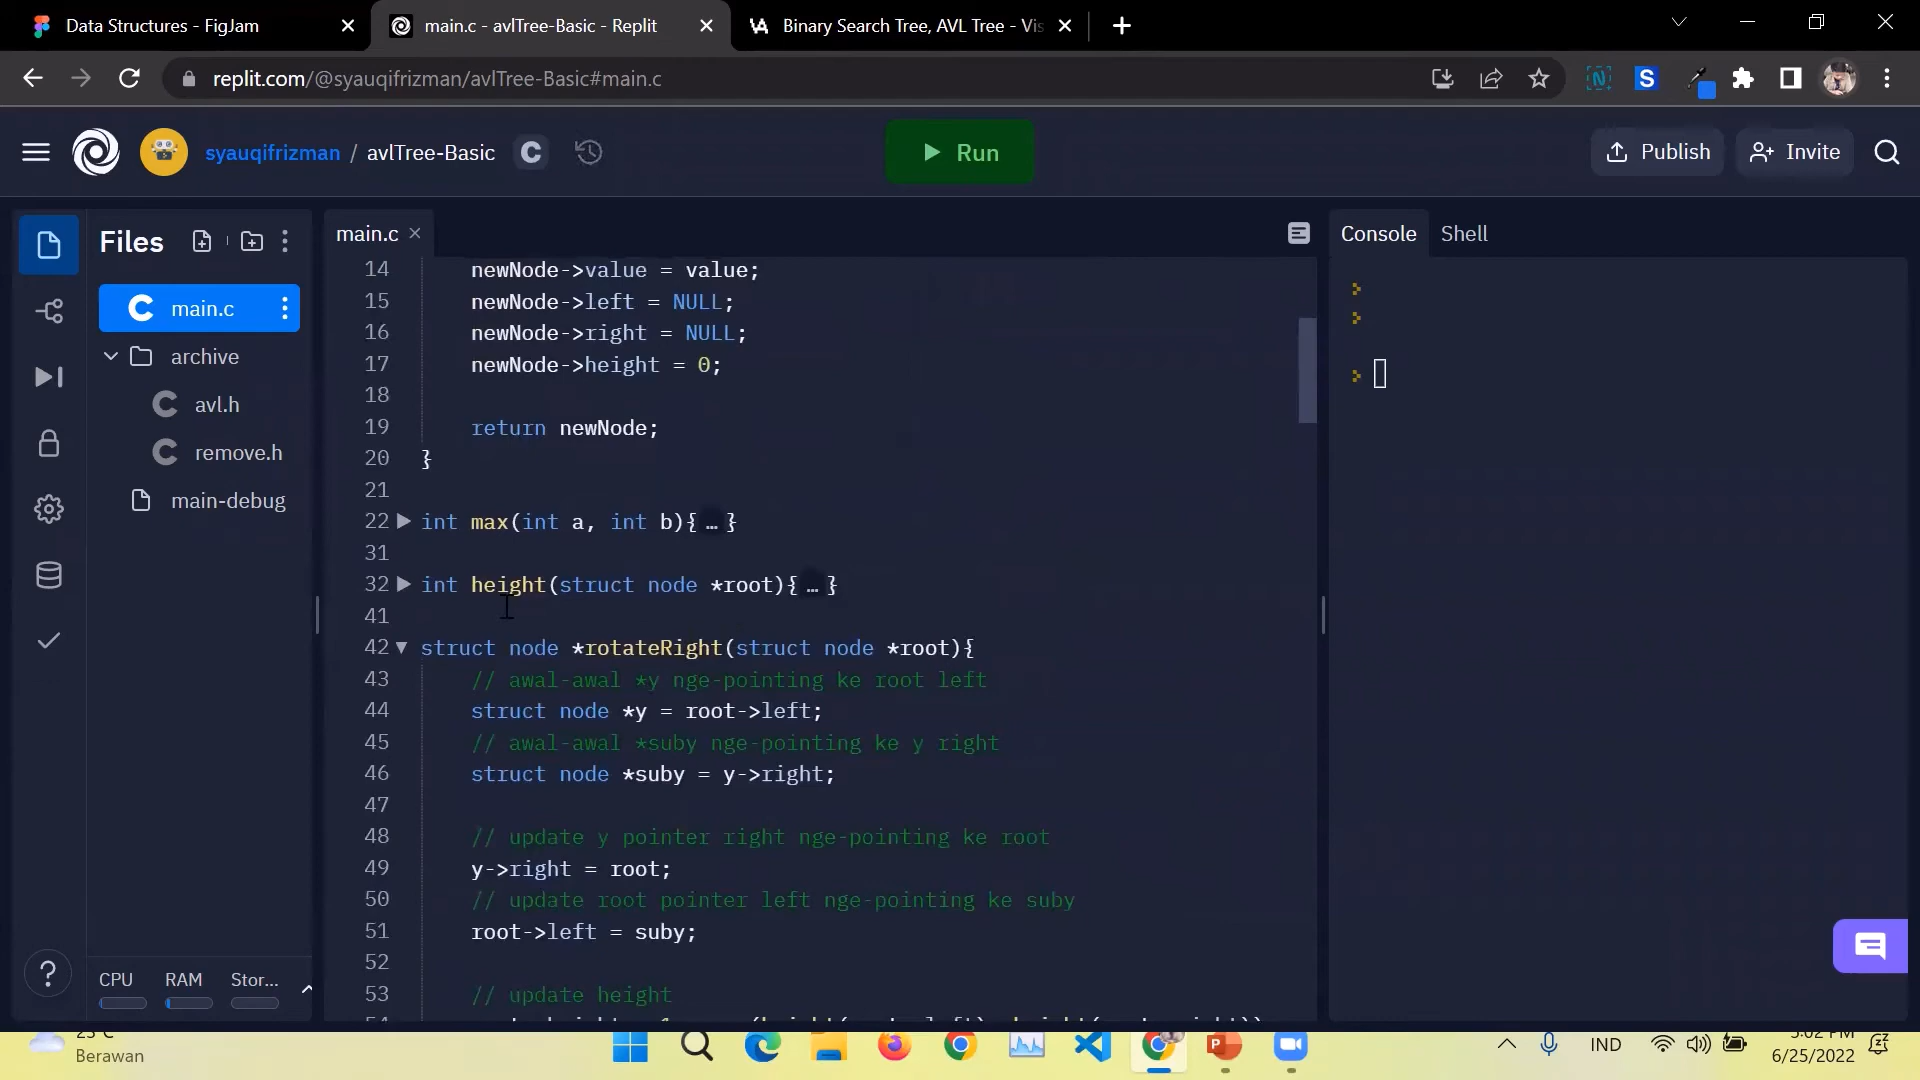 Data Structures - FigJam
main.c - avlTree-Basic - Replit
Binary Search Tree, AVL Tree - Vis
replit.com/@syauqifrizman/avlTree-Basic#main.c
syauqifrizman / avlTree-Basic C
Run
Publish
Invite
Files
main.c
archive
avl.h
remove.h
main-debug
CPU RAM Stor...
main.c
14 newNode->value = value;
15 newNode->left = NULL;
16 newNode->right = NULL;
17 newNode->height = 0;
18
19 return newNode;
20 }
21
22 int max(int a, int b){ … }
31
32 int height(struct node *root){ … }
41
42 struct node *rotateRight(struct node *root){
43 // awal-awal *y nge-pointing ke root left
44 struct node *y = root->left;
45 // awal-awal *suby nge-pointing ke y right
46 struct node *suby = y->right;
47
48 // update y pointer right nge-pointing ke root
49 y->right = root;
50 // update root pointer left nge-pointing ke suby
51 root->left = suby;
52
53 // update height
Console Shell
Berawan
IND
6/25/2022